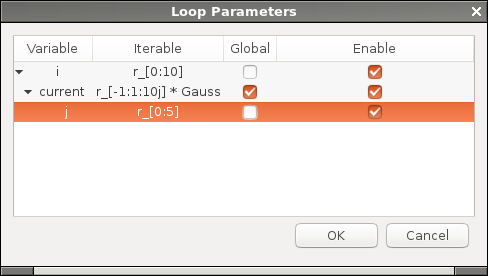 Loop Parameters
Variable Iterable Global Enable
i r_[0:10]
current r_[-1:1:10j] * Gauss
j r_[0:5]
OK Cancel